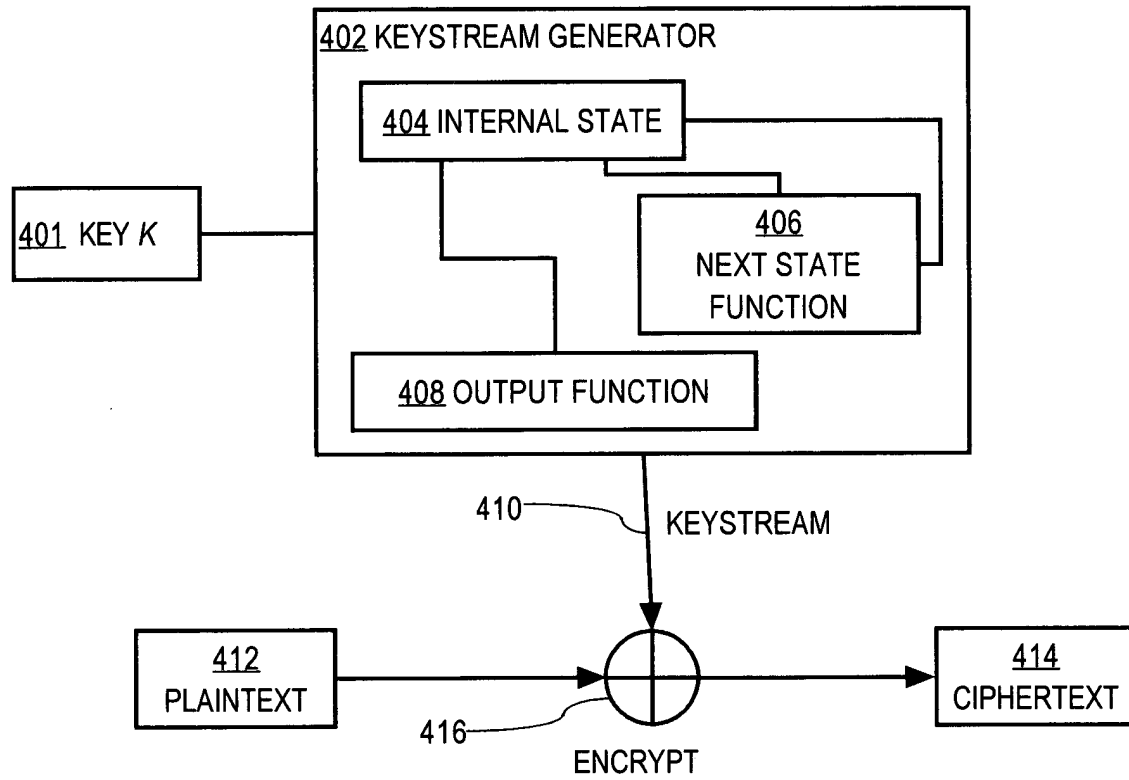 402 KEYSTREAM GENERATOR
404 INTERNAL STATE
401 KEY K
406
NEXT STATE
FUNCTION
408 OUTPUT FUNCTION
410
KEYSTREAM
412
PLAINTEXT
414
CIPHERTEXT
416
ENCRYPT